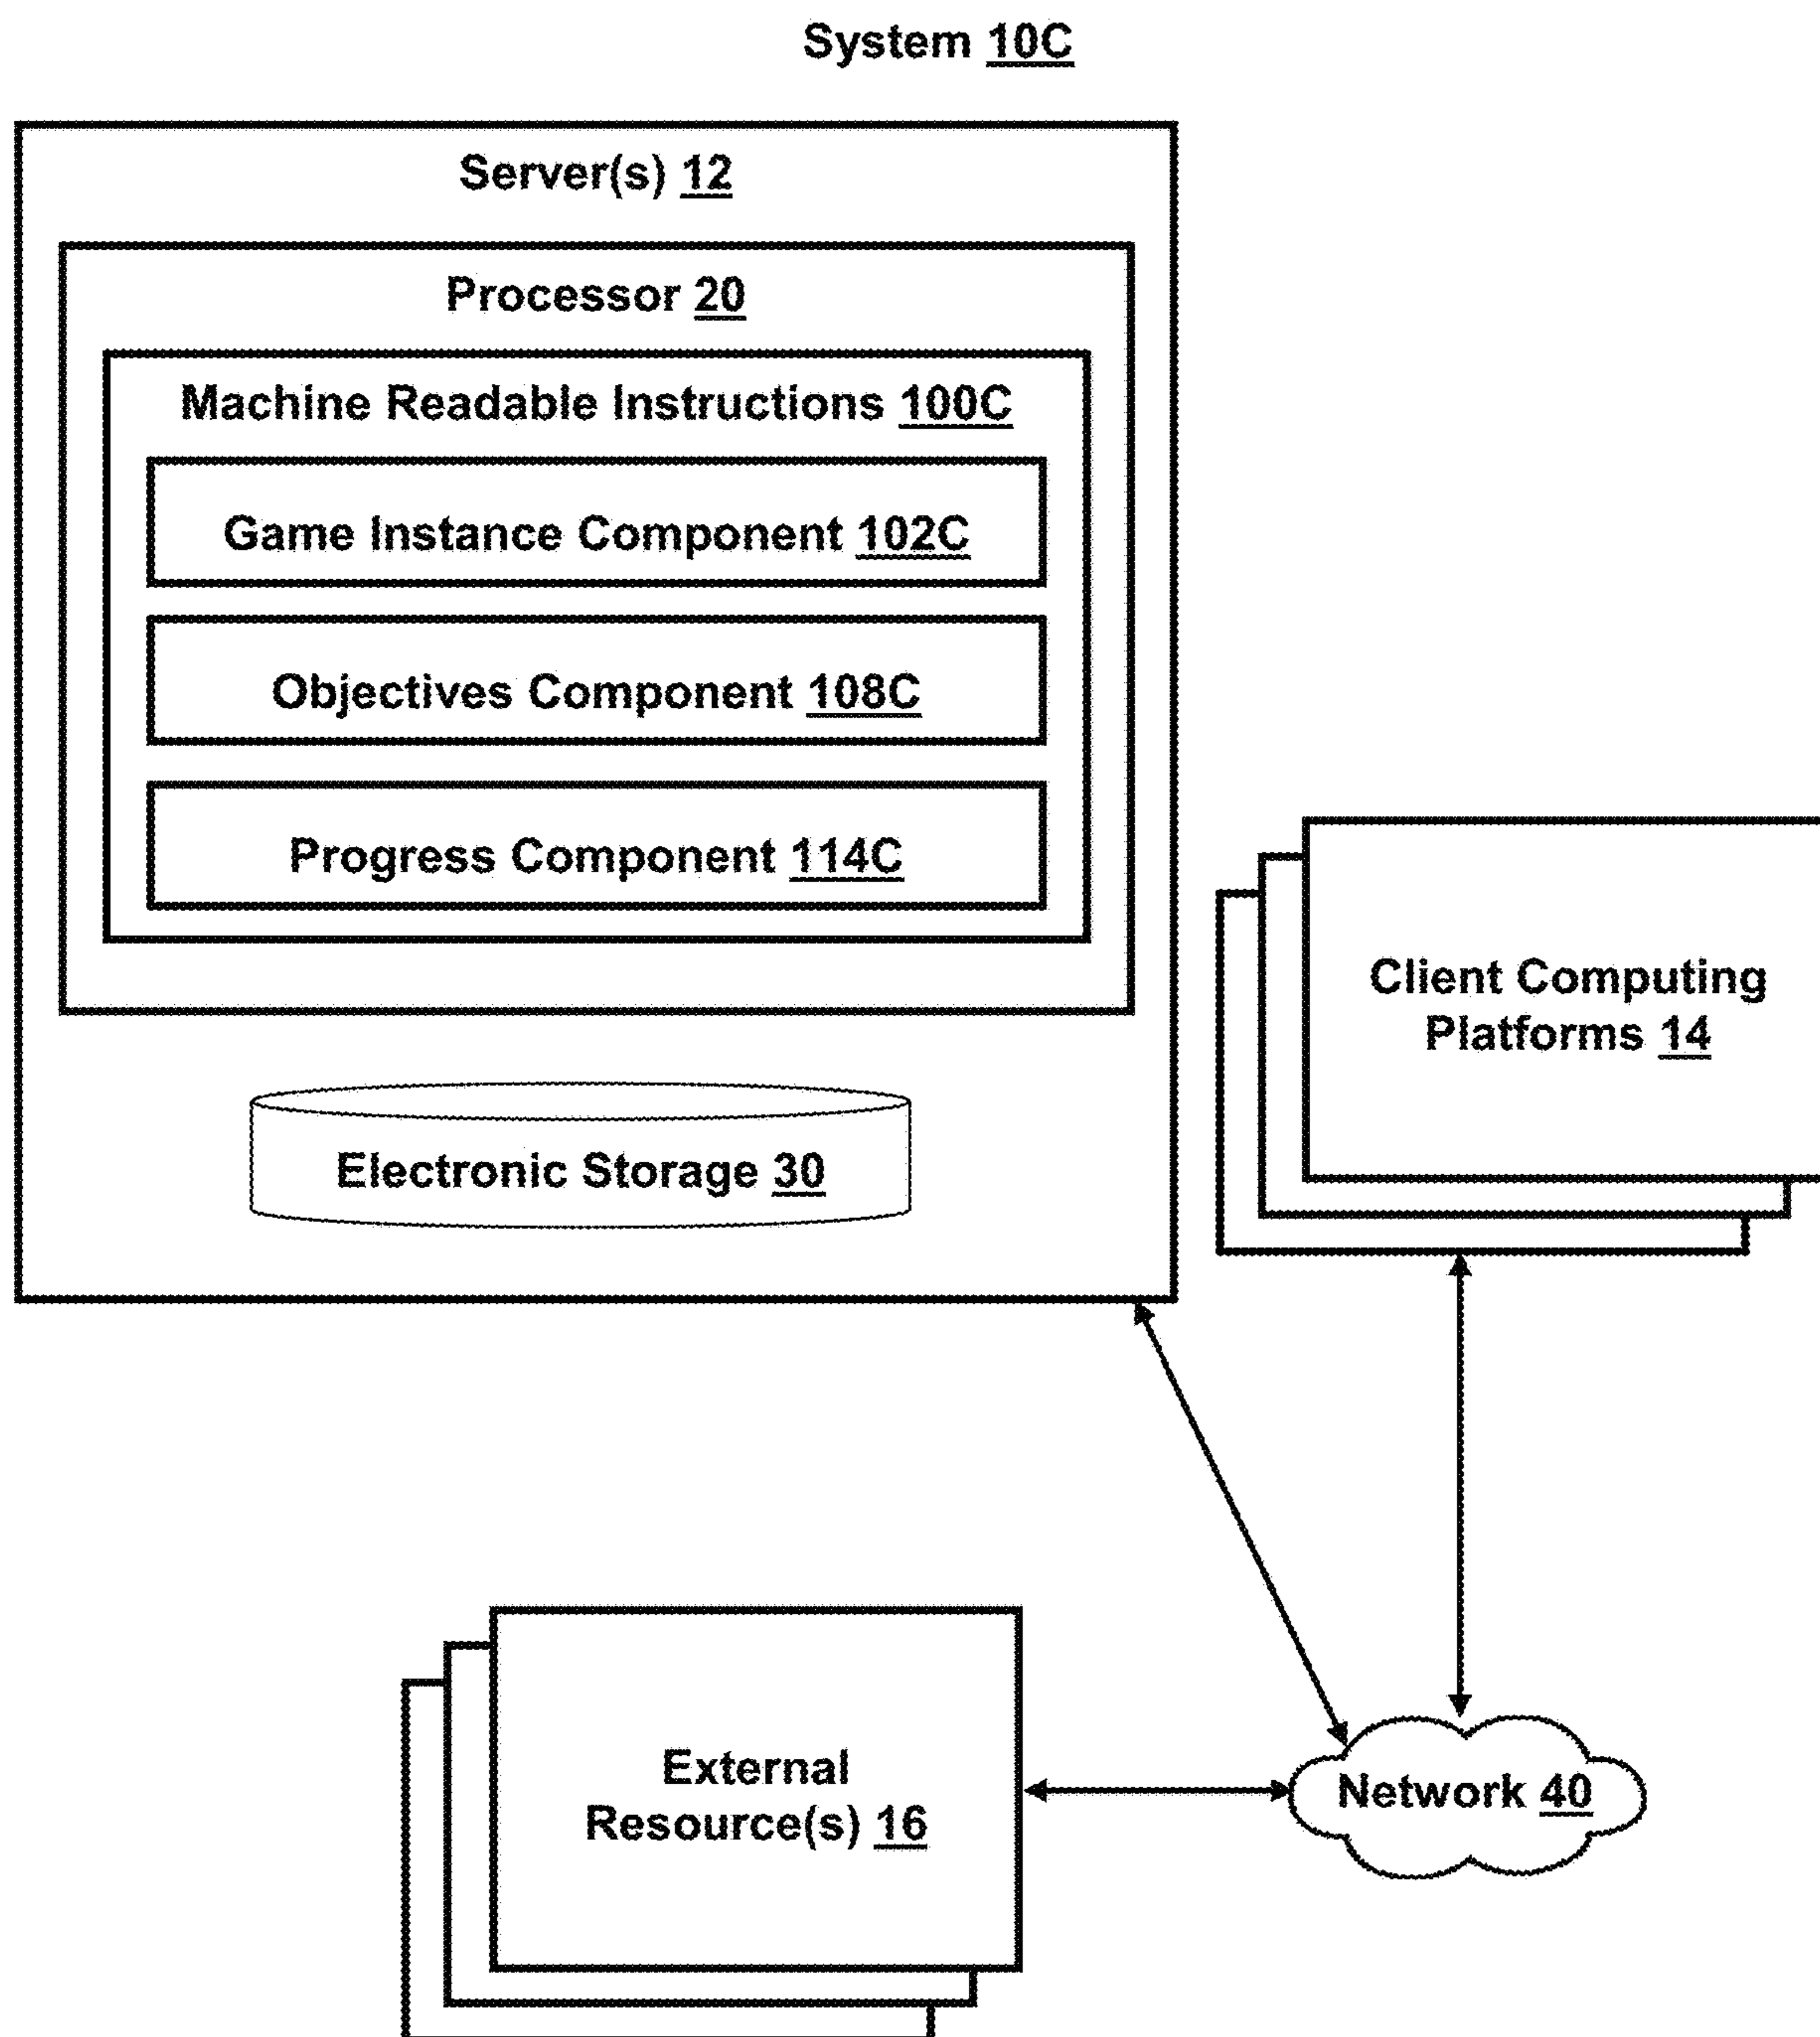 System 10C
Server(s) 12
Processor 20
Machine Readable Instructions 100C
Game Instance Component 102C
Objectives Component 108C
Progress Component 114C
Electronic Storage 30
Client Computing
Platforms 14
External
Resource(s) 16
Network 40